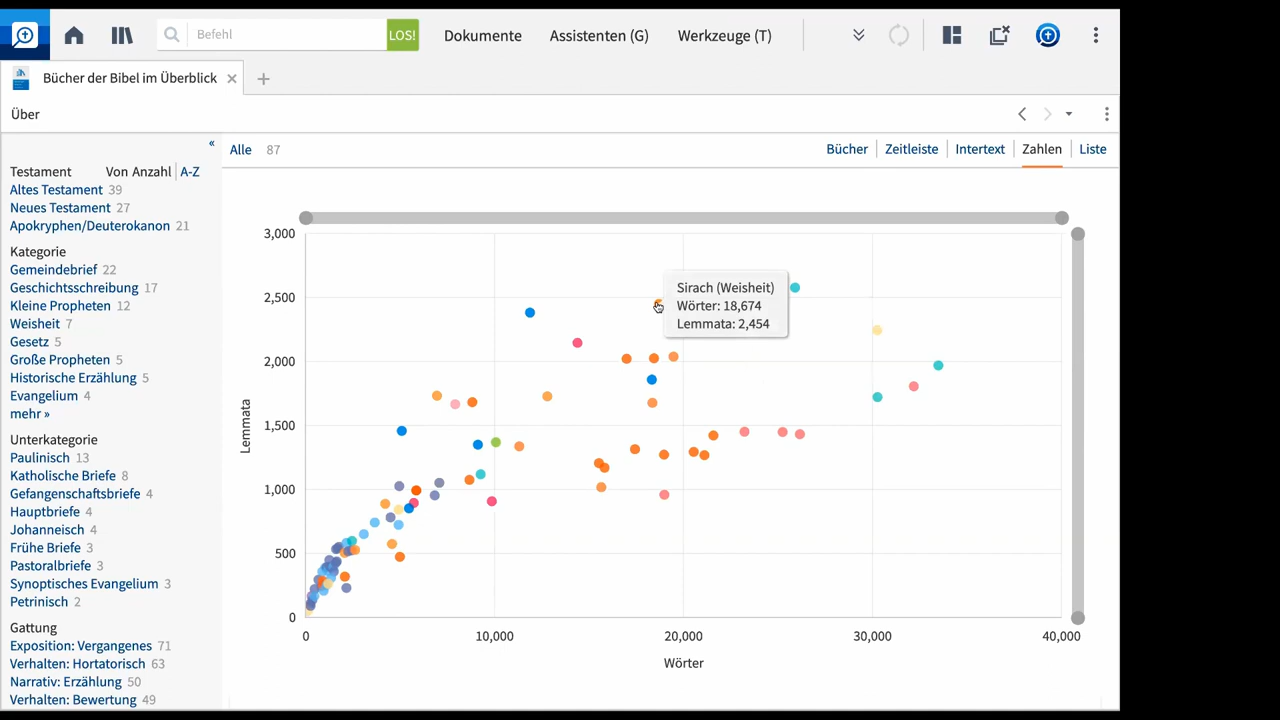 Befehl
LOS!
Dokumente
Assistenten (G)
Werkzeuge (T)
Bücher der Bibel im Überblick
Über
«
Testament Von Anzahl A-Z
Altes Testament 39
Neues Testament 27
Apokryphen/Deuterokanon 21
Kategorie
Gemeindebrief 22
Geschichtsschreibung 17
Kleine Propheten 12
Weisheit 7
Gesetz 5
Große Propheten 5
Historische Erzählung 5
Evangelium 4
mehr »
Unterkategorie
Paulinisch 13
Katholische Briefe 8
Gefangenschaftsbriefe 4
Hauptbriefe 4
Johanneisch 4
Frühe Briefe 3
Pastoralbriefe 3
Synoptisches Evangelium 3
Petrinisch 2
Gattung
Exposition: Vergangenes 71
Verhalten: Hortatorisch 63
Narrativ: Erzählung 50
Verhalten: Bewertung 49
Alle 87
Bücher Zeitleiste Intertext Zahlen Liste
3,000
2,500
2,000
1,500
1,000
500
0
Lemmata
Sirach (Weisheit)
Wörter: 18,674
Lemmata: 2,454
0 10,000 20,000 30,000 40,000
Wörter